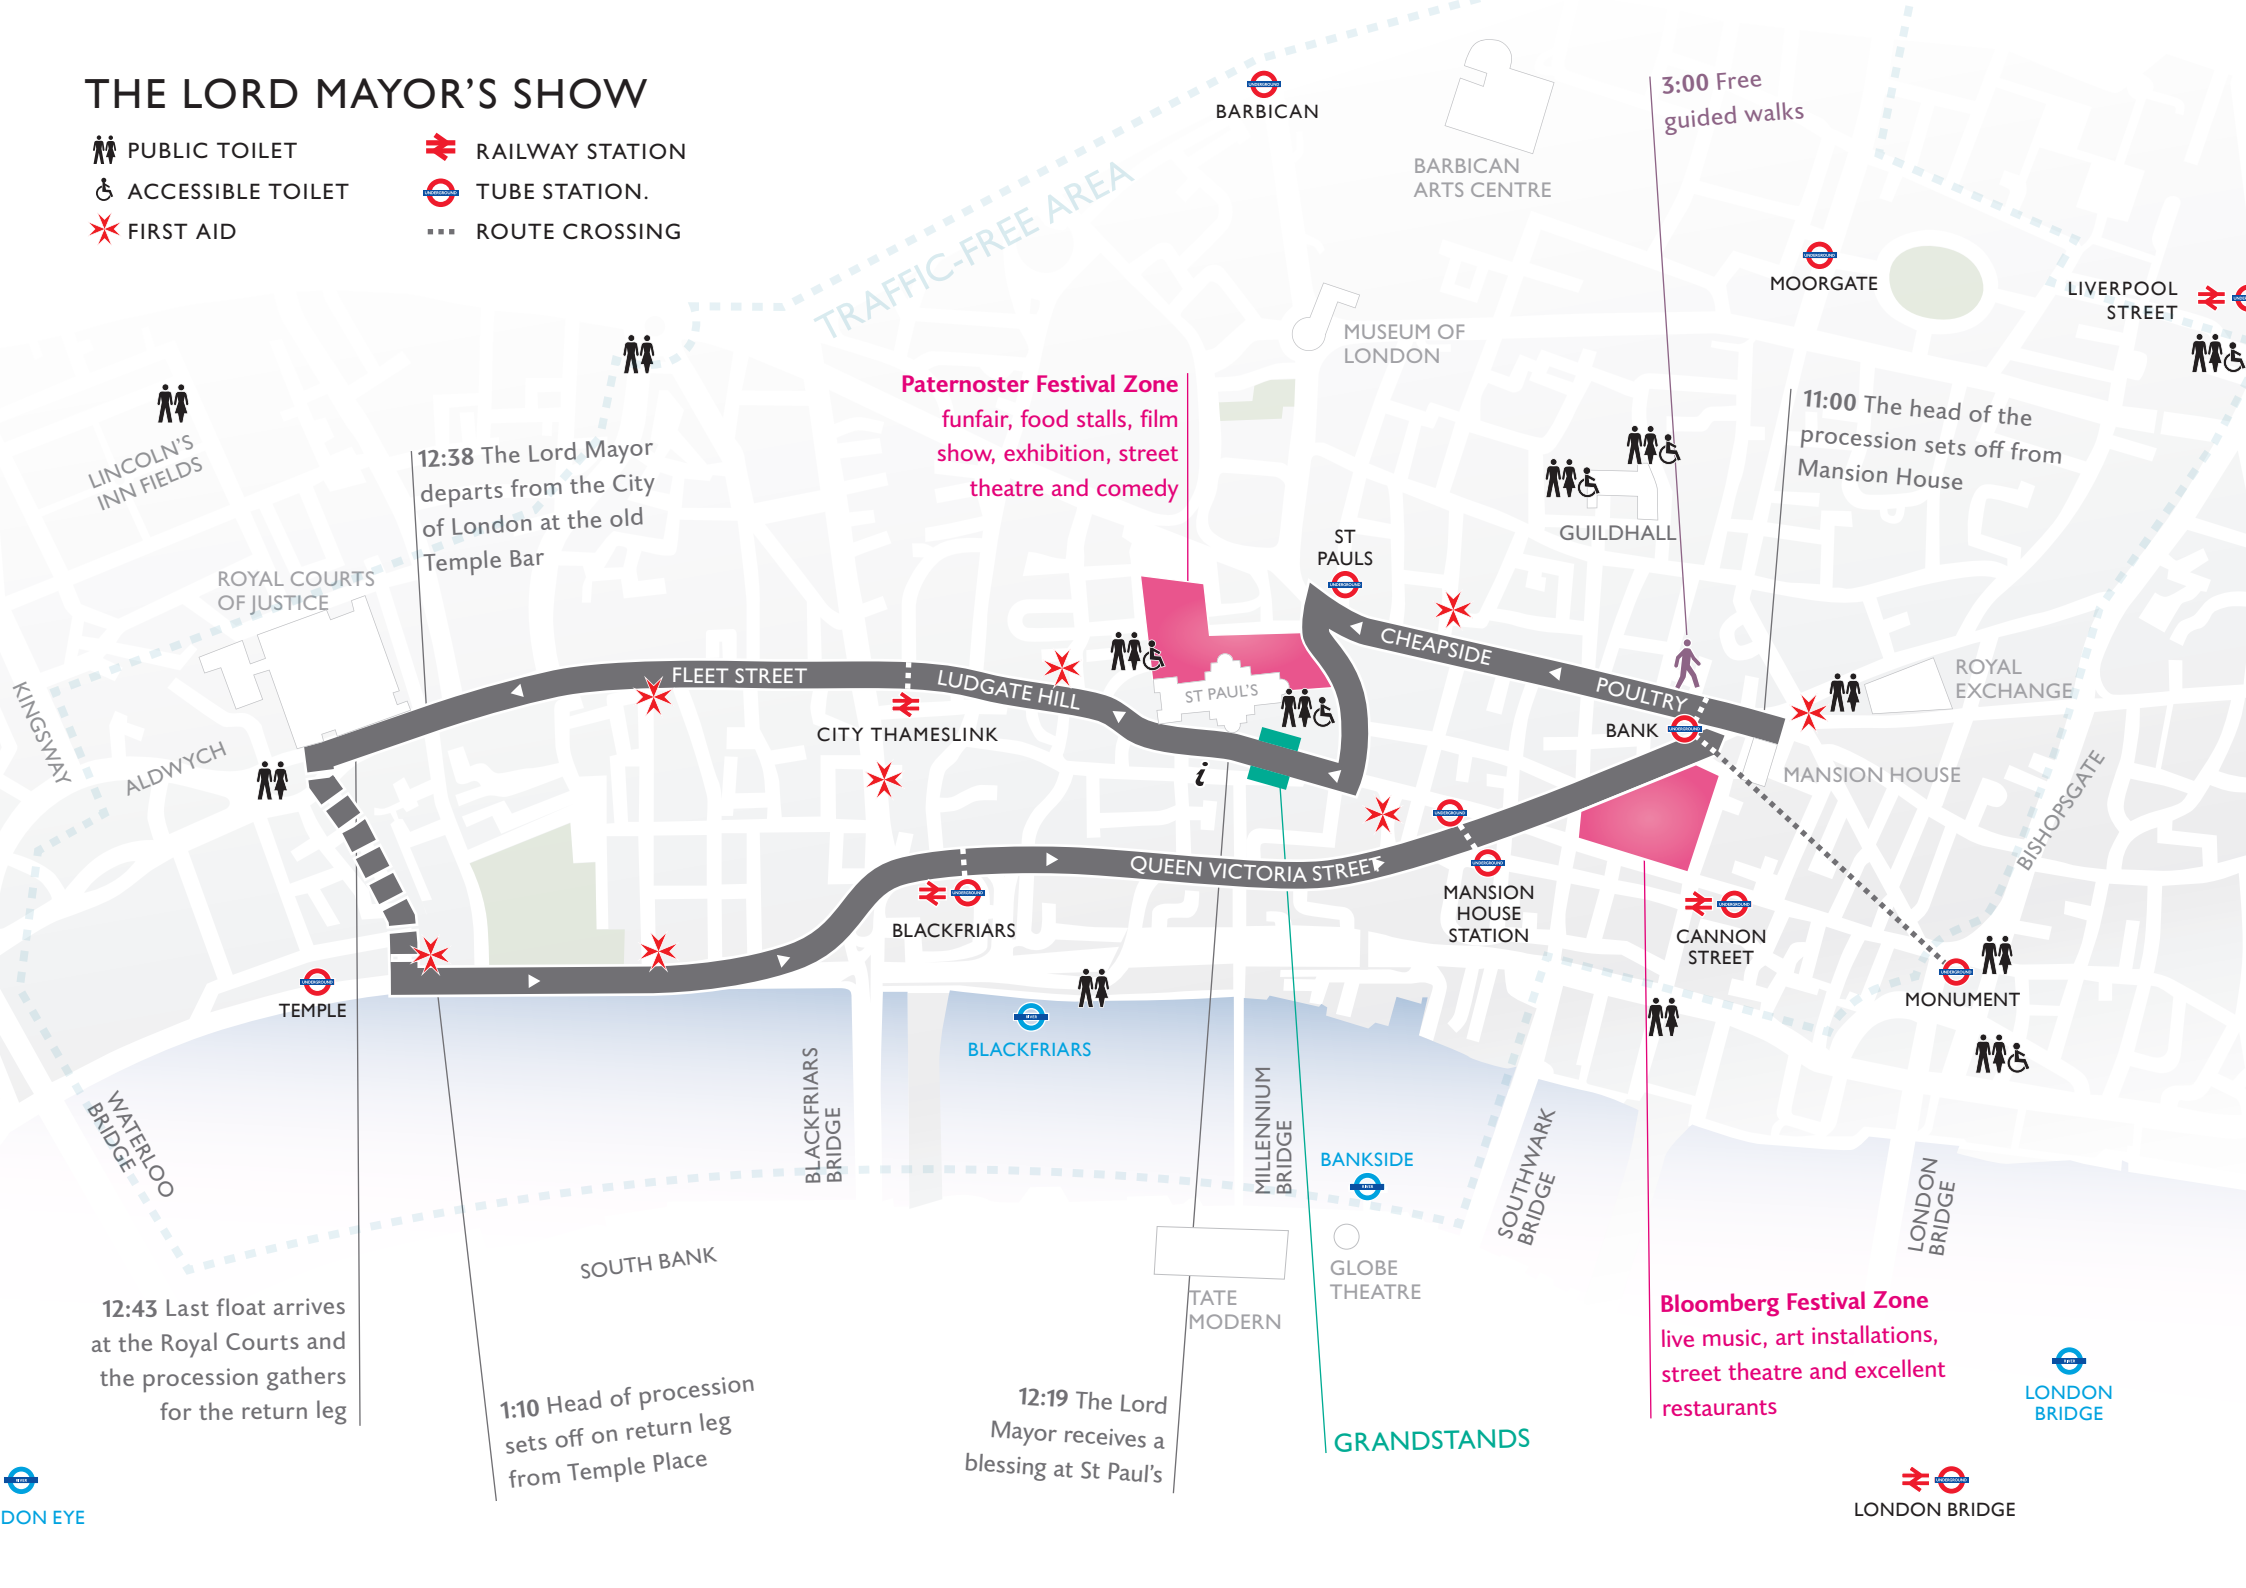 THE LORD MAYOR'S SHOW
PUBLIC TOILET
ACCESSIBLE TOILET
FIRST AID
RAILWAY STATION
TUBE STATION.
ROUTE CROSSING
TRAFFIC-FREE AREA
BARBICAN
BARBICAN
ARTS CENTRE
3:00 Free
guided walks
MOORGATE
LIVERPOOL
STREET
MUSEUM OF
LONDON
LINCOLN'S
INN FIELDS
12:38 The Lord Mayor
departs from the City
of London at the old
Temple Bar
Paternoster Festival Zone
funfair, food stalls, film
show, exhibition, street
theatre and comedy
11:00 The head of the
procession sets off from
Mansion House
GUILDHALL
ST
PAULS
UNDERGROUND
ROYAL COURTS
OF JUSTICE
KINGSWAY
ALDWYCH
FLEET STREET
LUDGATE HILL
CITY THAMESLINK
ST PAUL'S
i
CHEAPSIDE
POULTRY
BANK
ROYAL
EXCHANGE
MANSION HOUSE
BISHOPSGATE
QUEEN VICTORIA STREET
BLACKFRIARS
MANSION
HOUSE
STATION
CANNON
STREET
MONUMENT
TEMPLE
BLACKFRIARS
WATERLOO
BRIDGE
BLACKFRIARS
BRIDGE
MILLENNIUM
BRIDGE
BANKSIDE
SOUTHWARK
BRIDGE
LONDON
BRIDGE
SOUTH BANK
TATE
MODERN
GLOBE
THEATRE
12:43 Last float arrives
at the Royal Courts and
the procession gathers
for the return leg
1:10 Head of procession
sets off on return leg
from Temple Place
12:19 The Lord
Mayor receives a
blessing at St Paul's
GRANDSTANDS
Bloomberg Festival Zone
live music, art installations,
street theatre and excellent
restaurants
LONDON
BRIDGE
LONDON BRIDGE
DON EYE